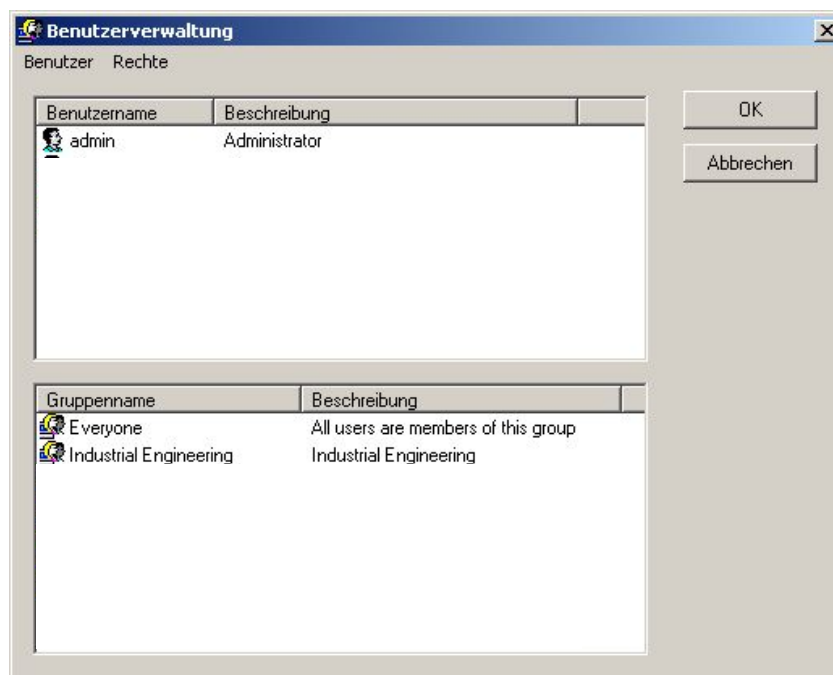 Benutzerverwaltung
Benutzer Rechte
Benutzername Beschreibung
admin Administrator
OK
Abbrechen
Gruppenname Beschreibung
Everyone All users are members of this group
Industrial Engineering Industrial Engineering